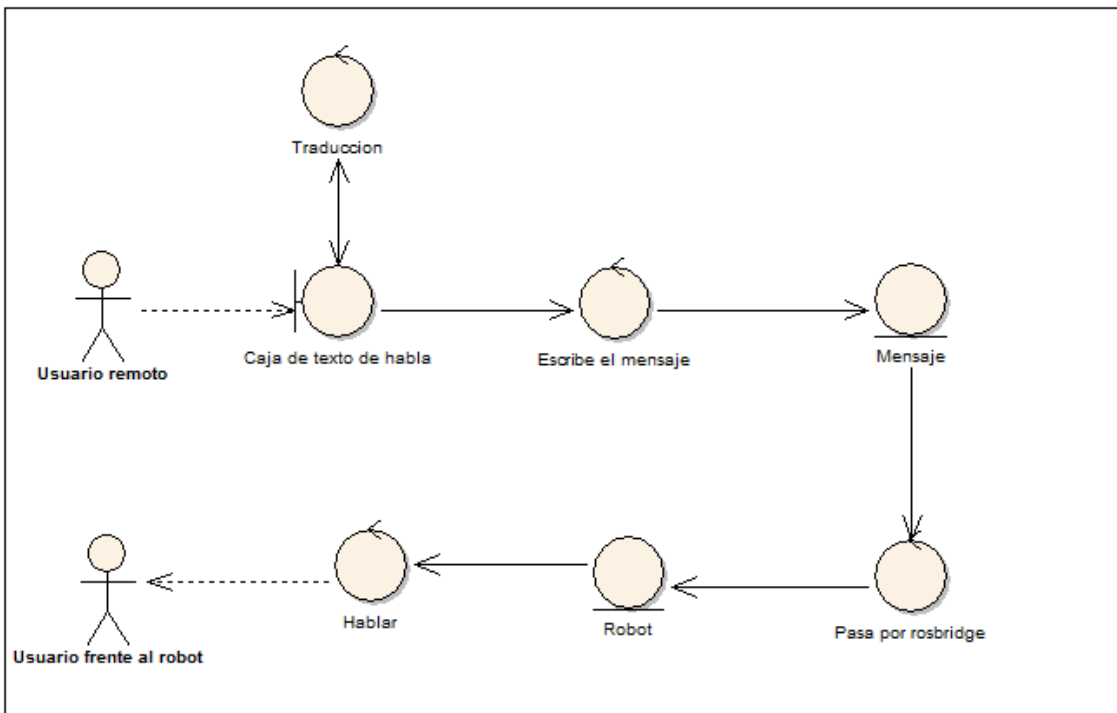 Traduccion
Caja de texto de habla
Escribe el mensaje
Mensaje
Usuario remoto
Hablar
Robot
Pasa por rosbridge
Usuario frente al robot